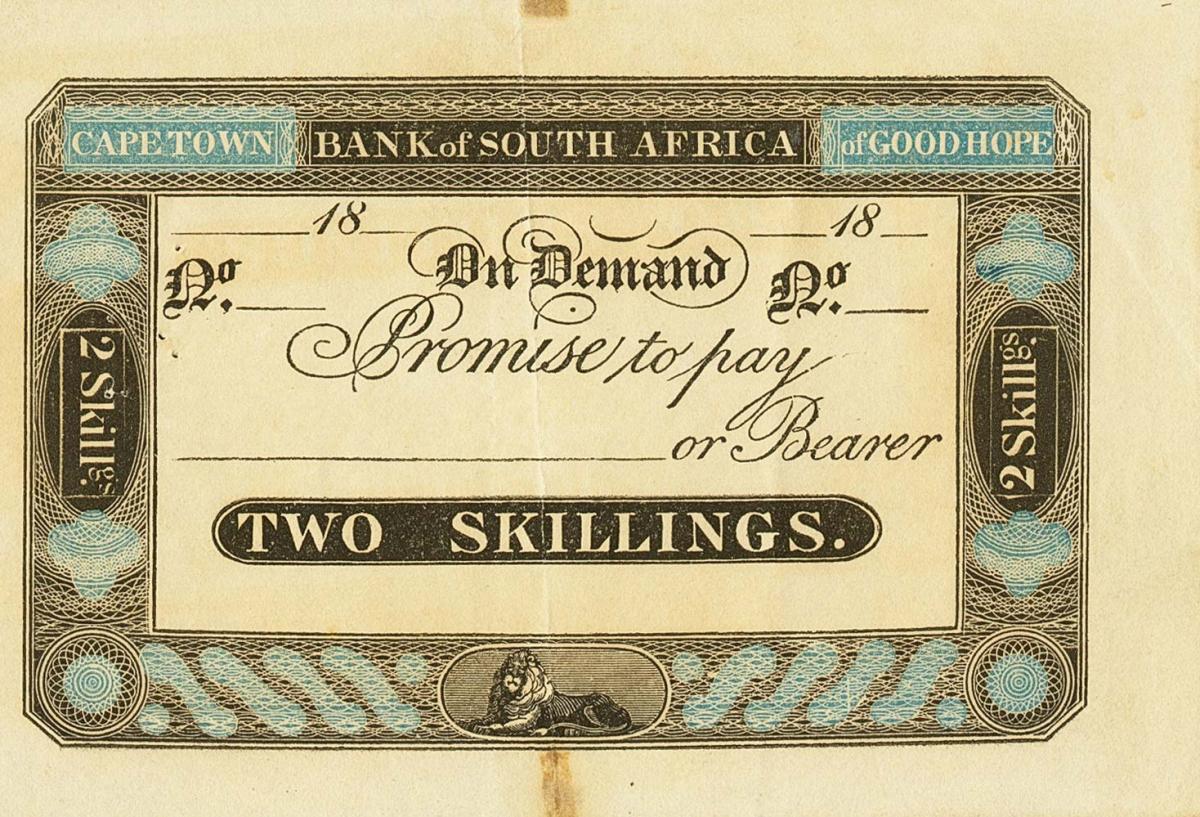 CAPE TOWN BANK of SOUTH AFRICA of GOOD HOPE
18 18
On Demand
No. No.
Promise to pay
or Bearer
TWO SKILLINGS.
2 Skillgs.
2 Skillgs.